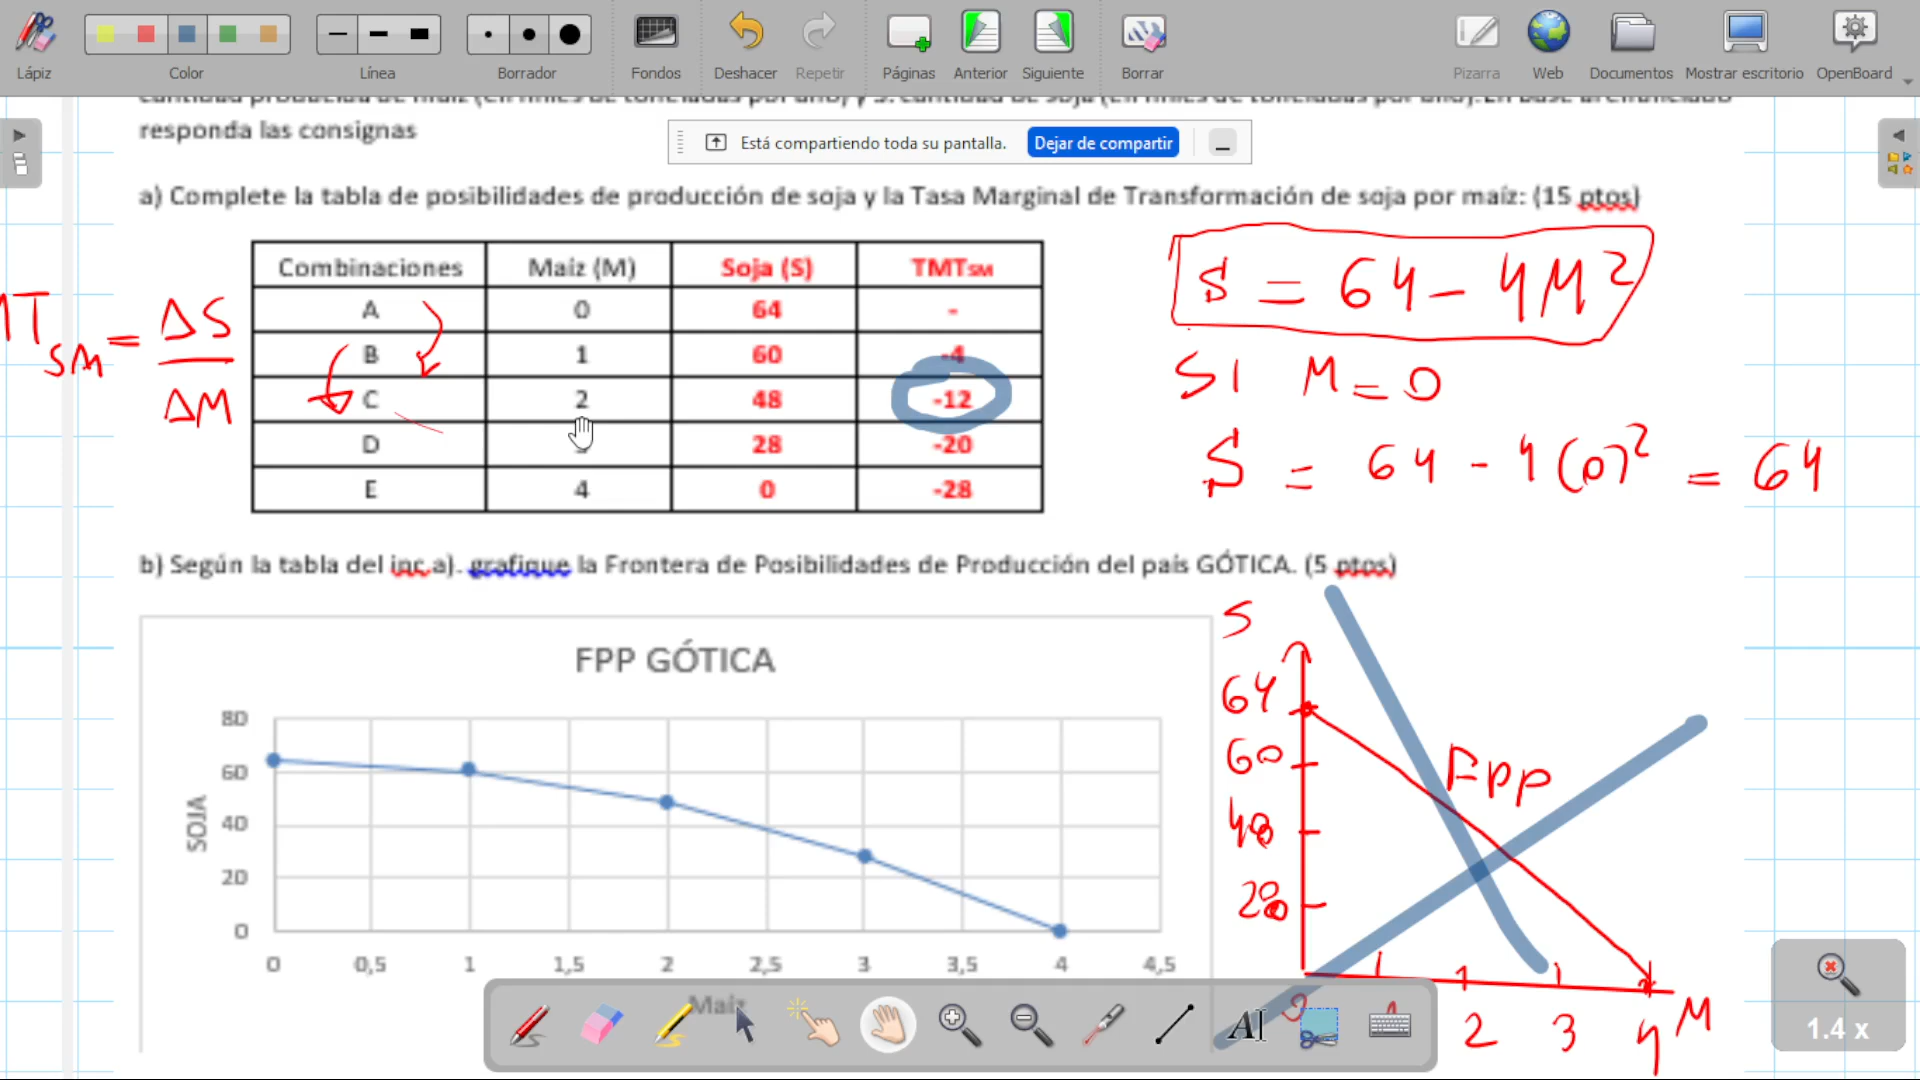 Lápiz
Color
Línea
Borrador
Fondos
Deshacer
Repetir
Páginas
Anterior
Siguiente
Borrar
Pizarra
Web
Documentos
Mostrar escritorio
OpenBoard
responda las consignas
Está compartiendo toda su pantalla.
Dejar de compartir
a) Complete la tabla de posibilidades de producción de soja y la Tasa Marginal de Transformación de soja por maíz: (15 ptos)
Combinaciones Maíz (M) Soja (S) TMTSM
A 0 64 -
B 1 60 -4
C 2 48 -12
D 28 -20
E 4 0 -28
MT SM = ΔS / ΔM
S = 64 - 4M²
SI M = 0
S = 64 - 4(0)² = 64
b) Según la tabla del inc a). grafique la Frontera de Posibilidades de Producción del país GÓTICA. (5 ptos)
FPP GÓTICA
80
60
40
20
0
SOJA
0 0,5 1 1,5 2 2,5 3 3,5 4 4,5
Maíz
S
64
60
48
28
FPP
2 3 4 M
1.4 x